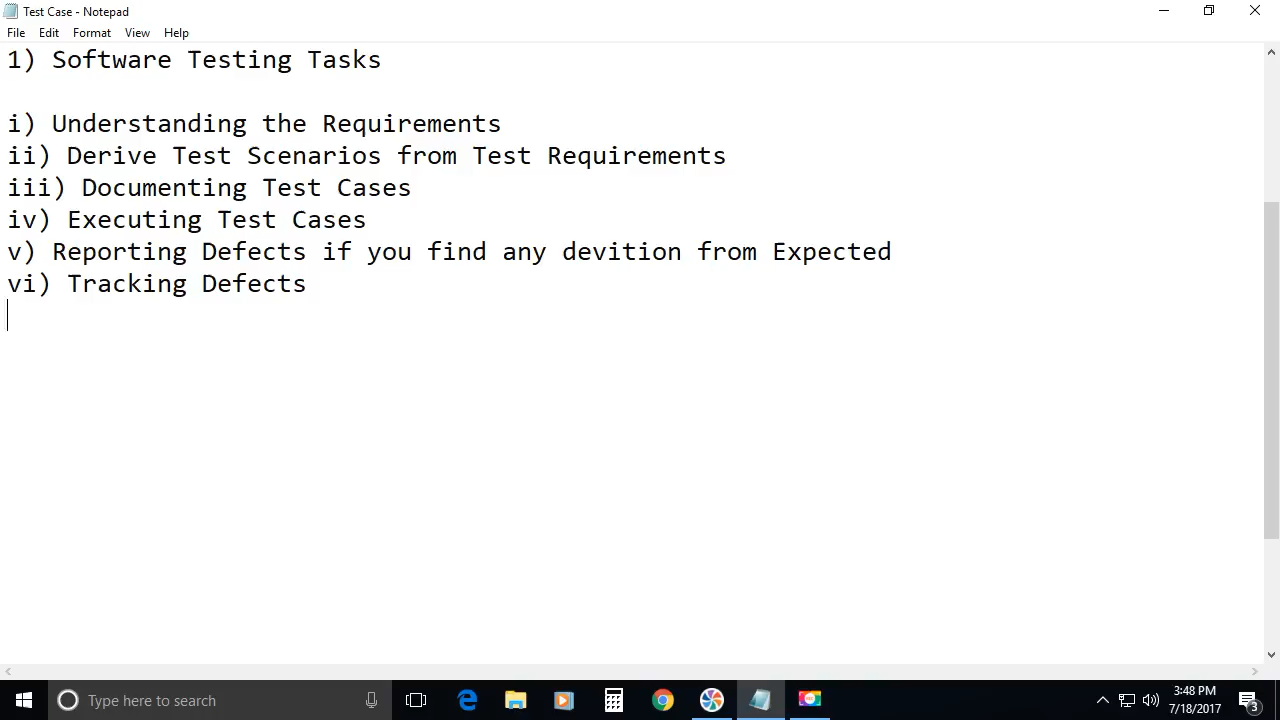 Test Case - Notepad
File Edit Format View Help
1) Software Testing Tasks
i) Understanding the Requirements
ii) Derive Test Scenarios from Test Requirements
iii) Documenting Test Cases
iv) Executing Test Cases
v) Reporting Defects if you find any devition from Expected
vi) Tracking Defects
Type here to search
3:48 PM
7/18/2017
3